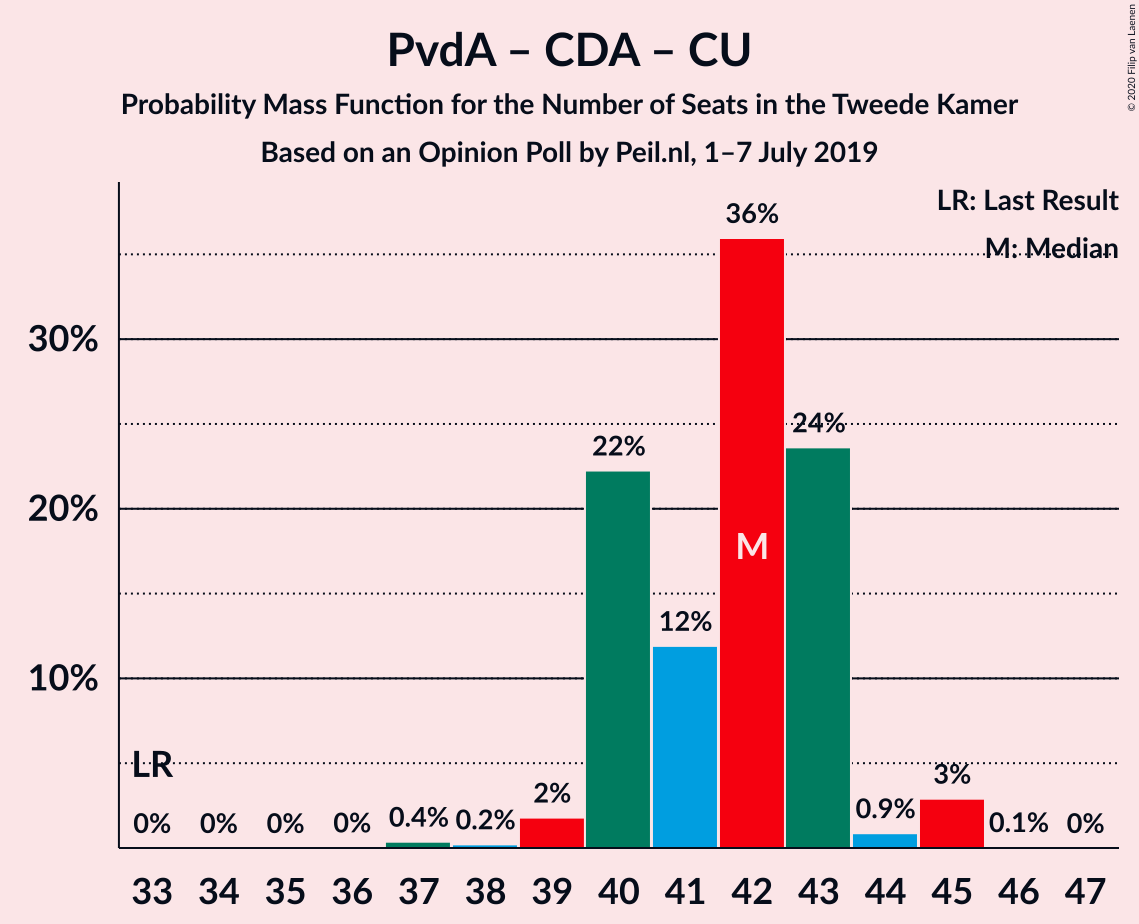 PvdA – CDA – CU
Probability Mass Function for the Number of Seats in the Tweede Kamer
Based on an Opinion Poll by Peil.nl, 1–7 July 2019
© 2020 Filip van Laenen
LR: Last Result
M: Median
30%
20%
10%
LR
0% 0% 0% 0% 0.4% 0.2% 2% 22% 12% 36% 24% 0.9% 3% 0.1% 0%
M
33 34 35 36 37 38 39 40 41 42 43 44 45 46 47